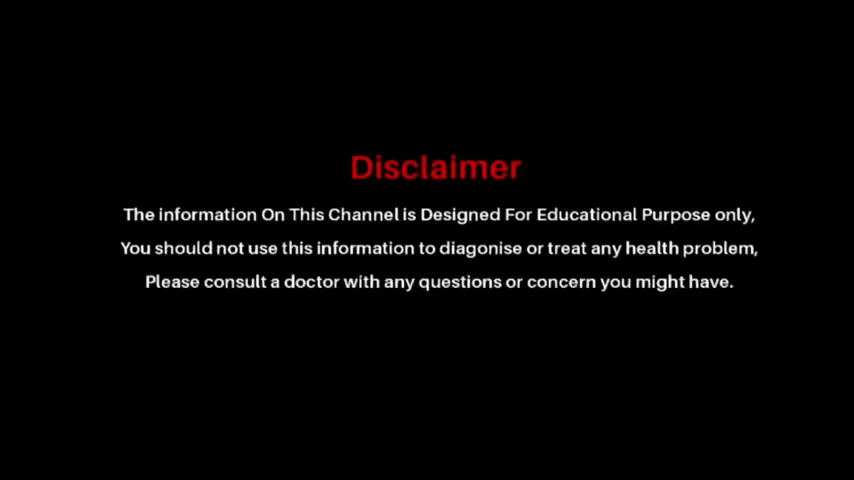 Disclaimer
The information On This Channel is Designed For Educational Purpose only,
You should not use this information to diagonise or treat any health problem,
Please consult a doctor with any questions or concern you might have.